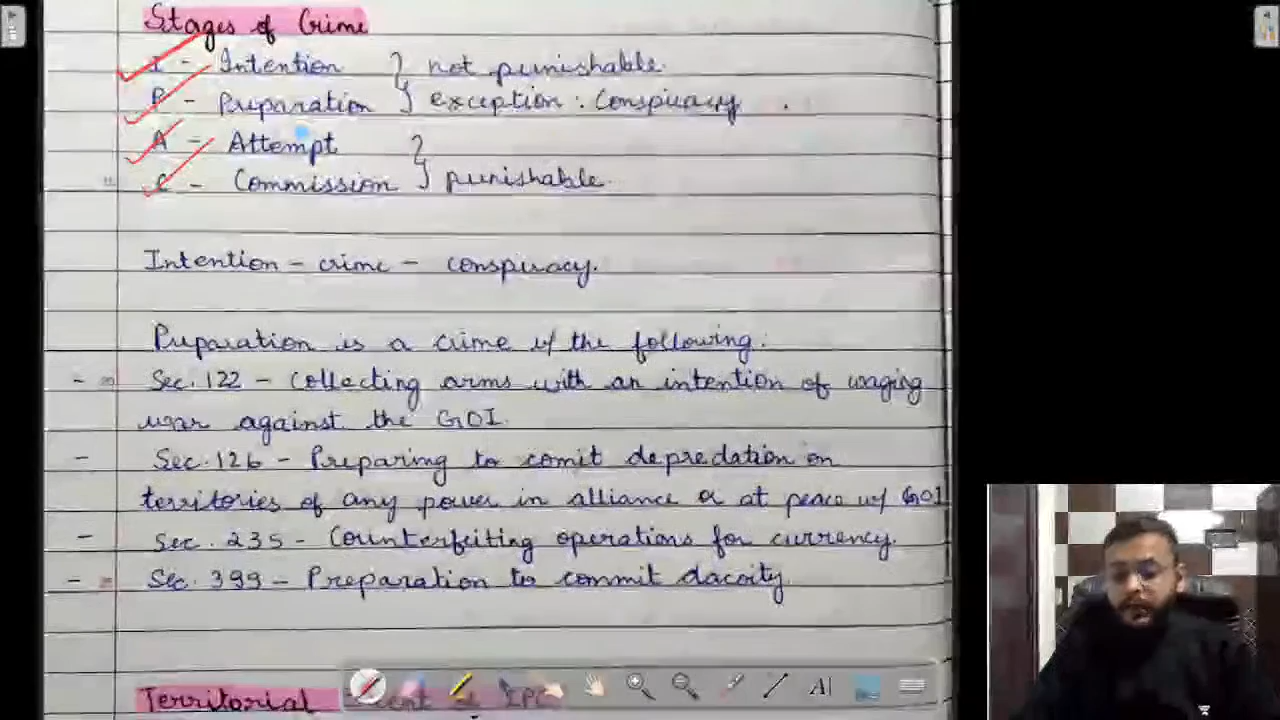 Stages of Crime
I - Intention } not punishable.
P - Preparation } exception : Conspiracy .
A - Attempt }
C - Commission } punishable.
Intention - crime - conspiracy.
Preparation is a crime w/ the following:
- Sec. 122 - Collecting arms with an intention of waging
war against the GOI.
- Sec. 126 - Preparing to comit depredation on
territories of any power in alliance or at peace w/ GOI
- Sec. 235 - Counterfeiting operations for currency.
- Sec. 399 - Preparation to commit dacoity
Territorial IPC
A